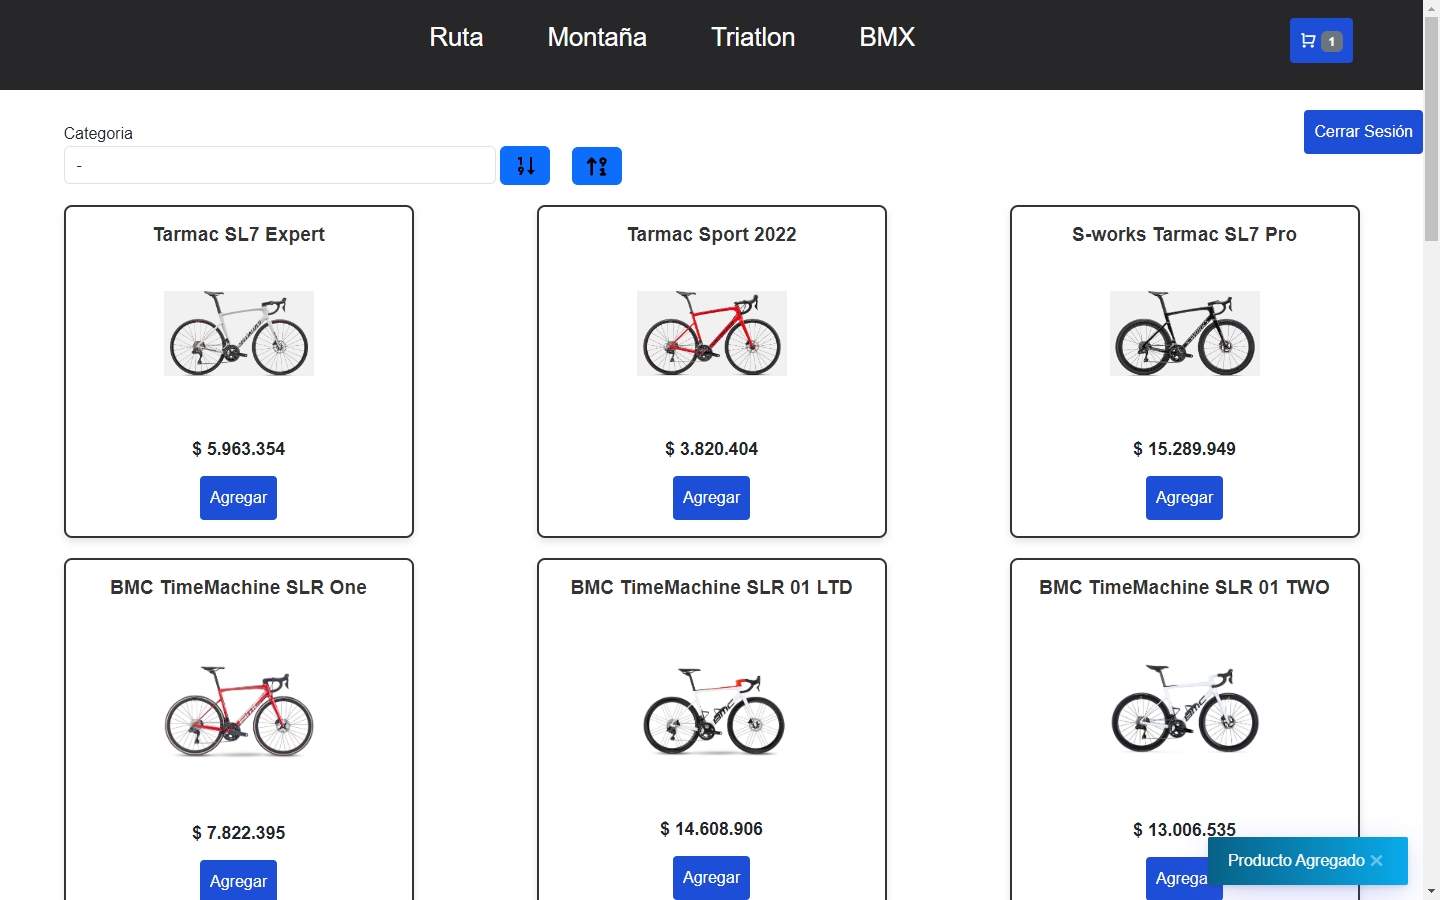 Ruta
Montaña
Triatlon
BMX
1
Cerrar Sesión
Categoria
-
Tarmac SL7 Expert
$ 5.963.354
Agregar
Tarmac Sport 2022
$ 3.820.404
Agregar
S-works Tarmac SL7 Pro
$ 15.289.949
Agregar
BMC TimeMachine SLR One
$ 7.822.395
Agregar
BMC TimeMachine SLR 01 LTD
$ 14.608.906
Agregar
BMC TimeMachine SLR 01 TWO
$ 13.006.535
Agrega
Producto Agregado ×